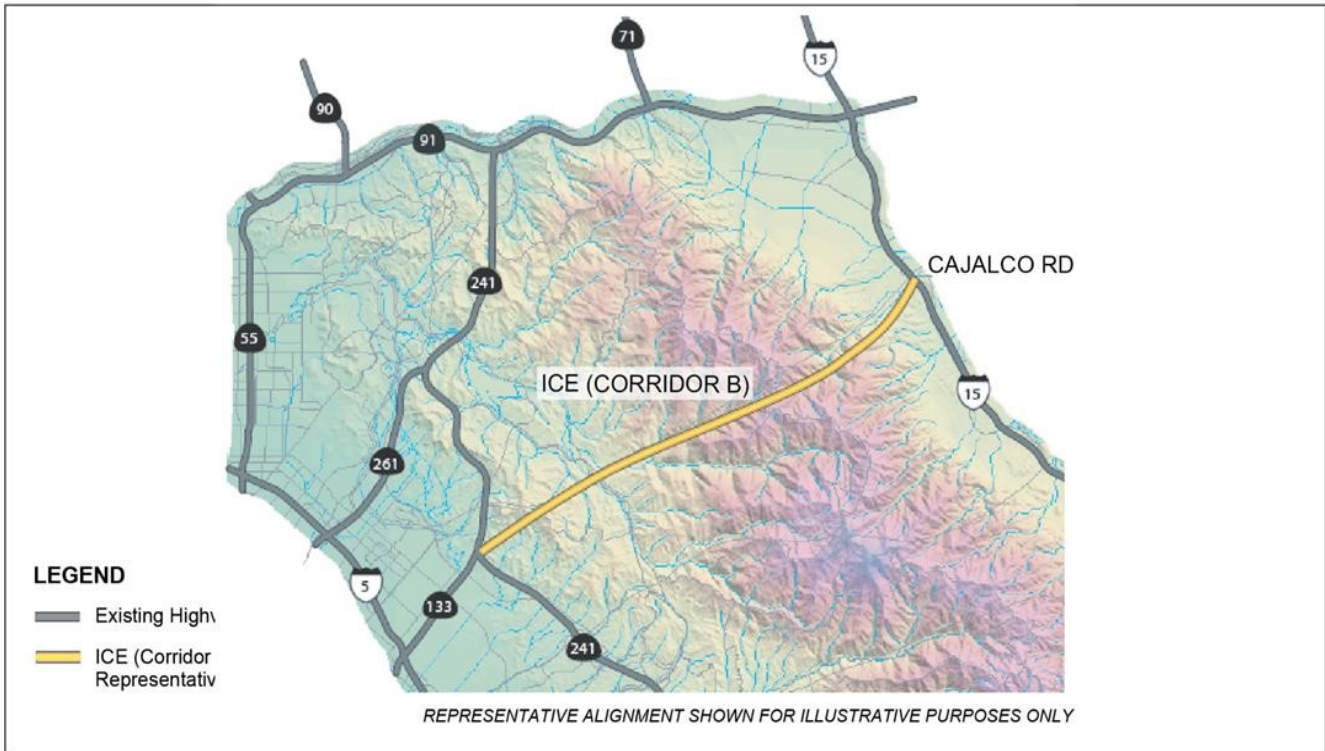 71
15
90
91
241
CAJALCO RD
55
ICE (CORRIDOR B)
15
261
LEGEND
5
Existing High
133
ICE (Corridor
241
Representativ
REPRESENTATIVE ALIGNMENT SHOWN FOR ILLUSTRATIVE PURPOSES ONLY